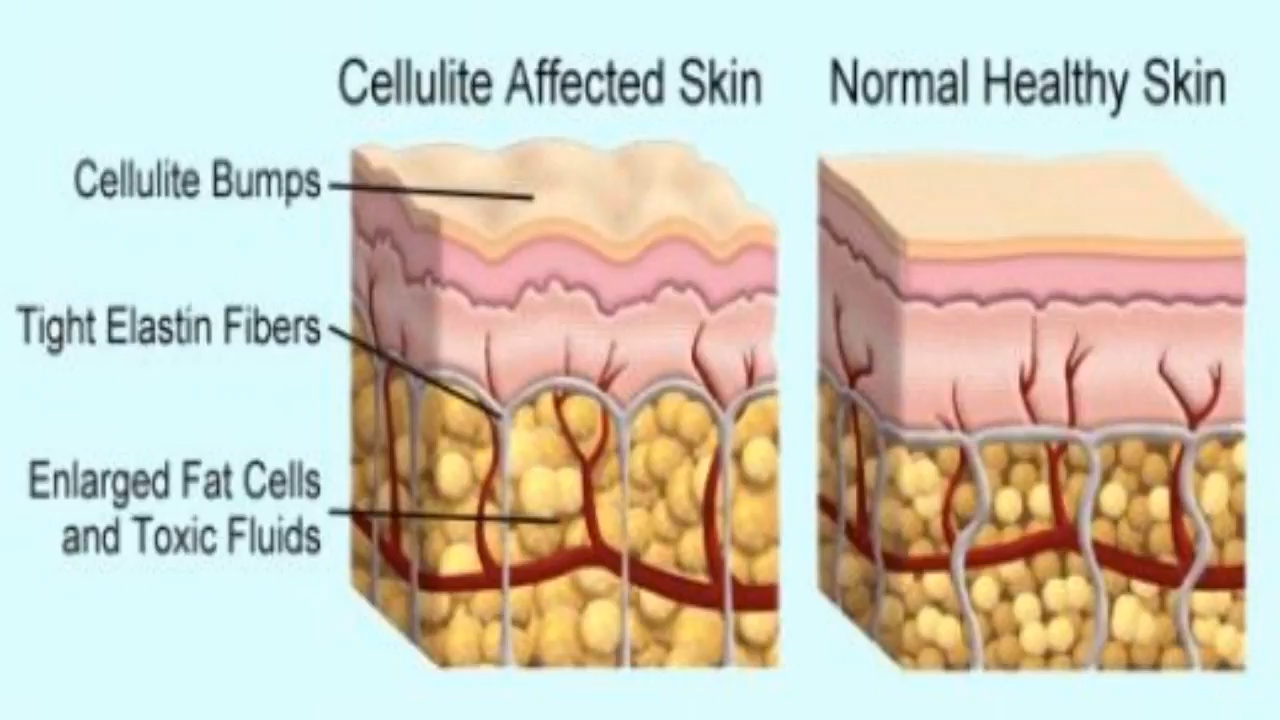 Cellulite Affected Skin
Normal Healthy Skin
Cellulite Bumps
Tight Elastin Fibers
Enlarged Fat Cells
and Toxic Fluids